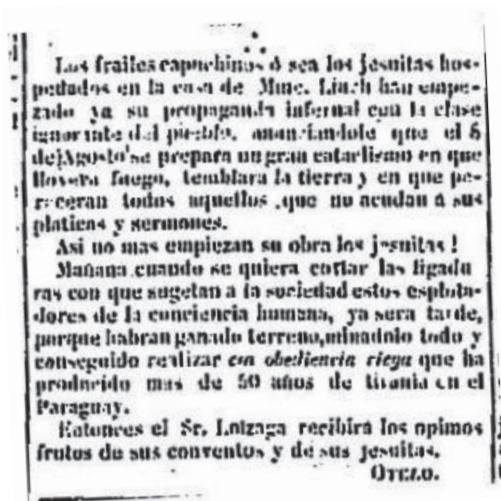 Los frailes capuchinos ó sea los jesuitas hos-
pedados en la casa de Mme. Linch han empe-
zado ya su propaganda infernal con la clase
ignorante del pueblo, anunciandole que el 6
de Agosto se prepara un gran cataclismo en que
llovera fuego, temblara la tierra y en que pe-
receran todos aquellos que no acudan á sus
platicas y sermones.
Asi no mas empiezan su obra los jesuitas!
Mañana cuando se quiera cortar las ligadu
ras con que sugetan a la sociedad estos esplota-
dores de la conciencia humana, ya sera tarde,
porque habran ganado terreno, minadolo todo y
conseguido realizar con obediencia ciega que ha
producido mas de 50 años de tirania en el
Paraguay.
Entonces el Sr. Loizaga recibirá los opimos
frutos de sus conventos y de sus jesuitas.
OTELO.